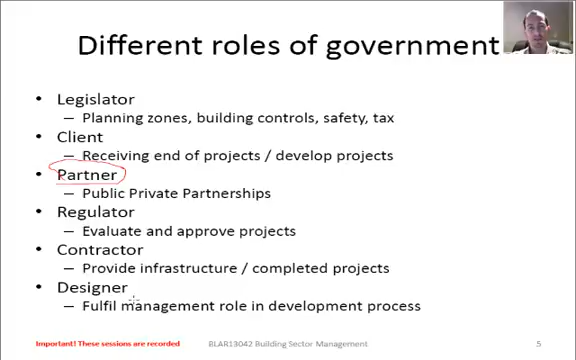 Different roles of government
• Legislator
– Planning zones, building controls, safety, tax
• Client
– Receiving end of projects / develop projects
• Partner
– Public Private Partnerships
• Regulator
– Evaluate and approve projects
• Contractor
– Provide infrastructure / completed projects
• Designer
– Fulfil management role in development process
Important! These sessions are recorded
BLAR13042 Building Sector Management
5